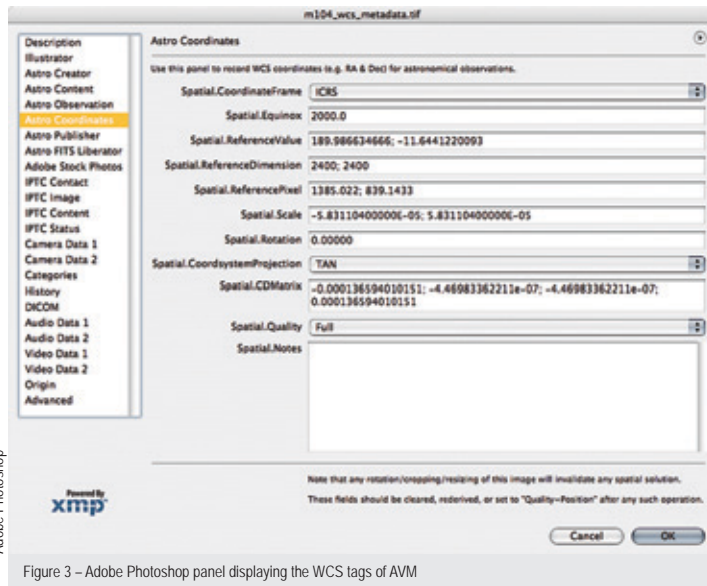 m104_wcs_metadata.tif
Description
Illustrator
Astro Creator
Astro Content
Astro Observation
Astro Coordinates
Astro Publisher
Astro FITS Liberator
Adobe Stock Photos
IPTC Contact
IPTC Image
IPTC Content
IPTC Status
Camera Data 1
Camera Data 2
Categories
History
DICOM
Audio Data 1
Audio Data 2
Video Data 1
Video Data 2
Origin
Advanced
Astro Coordinates
Use this panel to record WCS coordinates (e.g. RA & Dec) for astronomical observations.
Spatial.CoordinateFrame ICRS
Spatial.Equinox 2000.0
Spatial.ReferenceValue 189.986634666; -11.6441220093
Spatial.ReferenceDimension 2400; 2400
Spatial.ReferencePixel 1385.022; 839.1433
Spatial.Scale -5.83110400000E-05; 5.83110400000E-05
Spatial.Rotation 0.00000
Spatial.CoordsystemProjection TAN
Spatial.CDMatrix -0.000136594010151; -4.46983362211e-07; -4.46983362211e-07;
0.000136594010151
Spatial.Quality Full
Spatial.Notes
Note that any rotation/cropping/resizing of this image will invalidate any spatial solution.
These fields should be cleared, rederived, or set to "Quality=Position" after any such operation.
Powered By
xmp
Cancel OK
Adobe Photoshop
Figure 3 – Adobe Photoshop panel displaying the WCS tags of AVM